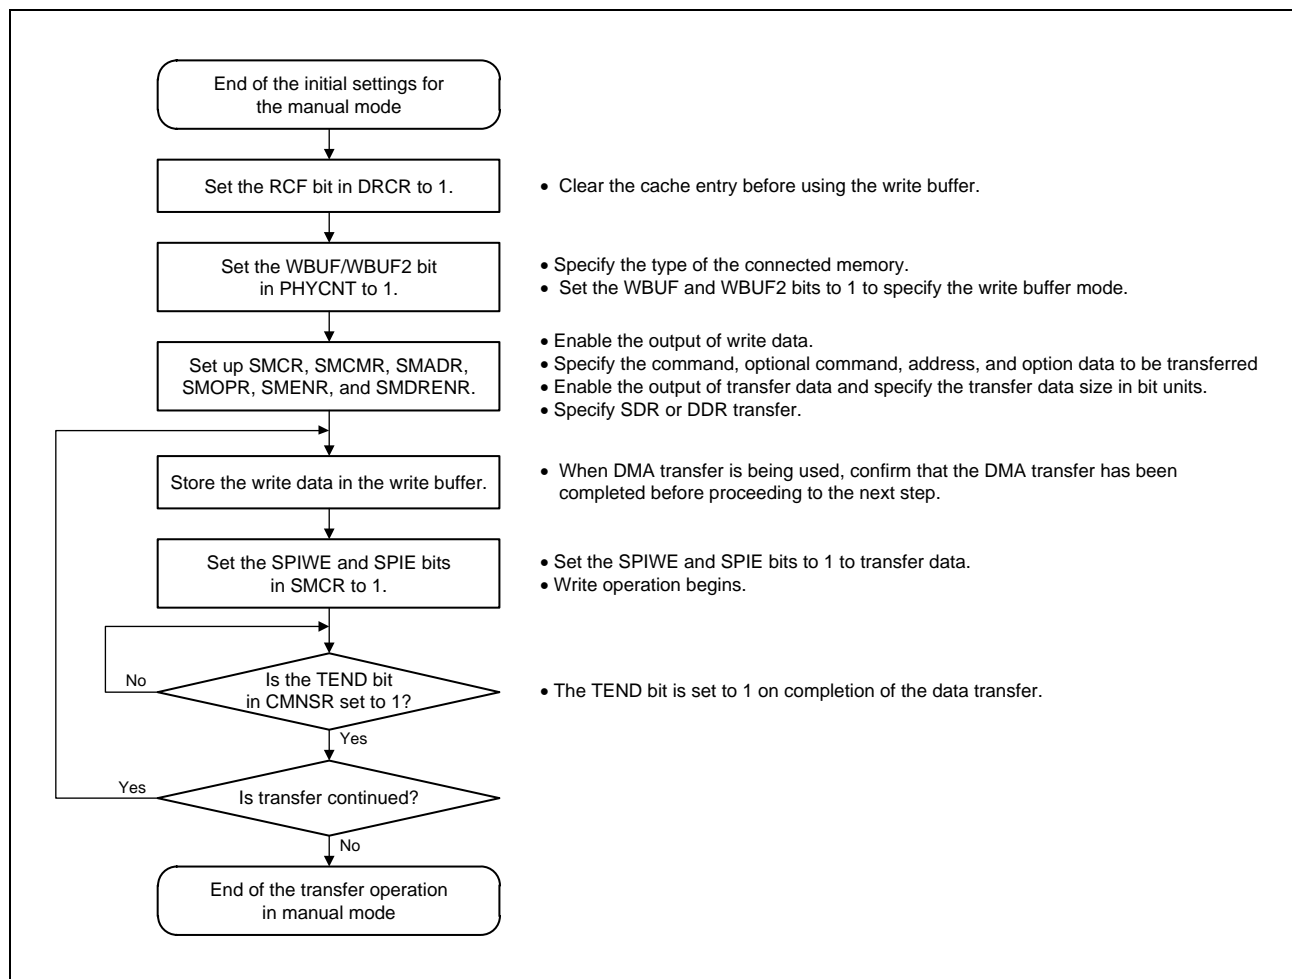 End of the initial settings for
the manual mode
Set the RCF bit in DRCR to 1.
• Clear the cache entry before using the write buffer.
Set the WBUF/WBUF2 bit
in PHYCNT to 1.
• Specify the type of the connected memory.
• Set the WBUF and WBUF2 bits to 1 to specify the write buffer mode.
Set up SMCR, SMCMR, SMADR,
SMOPR, SMENR, and SMDRENR.
• Enable the output of write data.
• Specify the command, optional command, address, and option data to be transferred
• Enable the output of transfer data and specify the transfer data size in bit units.
• Specify SDR or DDR transfer.
Store the write data in the write buffer.
• When DMA transfer is being used, confirm that the DMA transfer has been
completed before proceeding to the next step.
Set the SPIWE and SPIE bits
in SMCR to 1.
• Set the SPIWE and SPIE bits to 1 to transfer data.
• Write operation begins.
No
Is the TEND bit
in CMNSR set to 1?
• The TEND bit is set to 1 on completion of the data transfer.
Yes
Yes
Is transfer continued?
No
End of the transfer operation
in manual mode